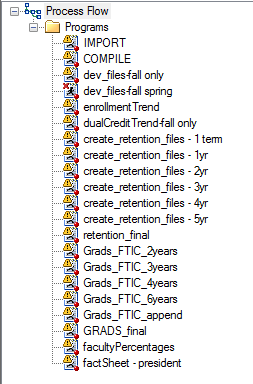 Process Flow
Programs
IMPORT
COMPILE
dev_files-fall only
dev_files-fall spring
enrollmentTrend
dualCreditTrend-fall only
create_retention_files - 1 term
create_retention_files - 1yr
create_retention_files - 2yr
create_retention_files - 3yr
create_retention_files - 4yr
create_retention_files - 5yr
retention_final
Grads_FTIC_2years
Grads_FTIC_3years
Grads_FTIC_4years
Grads_FTIC_6years
Grads_FTIC_append
GRADS_final
facultyPercentages
factSheet - president